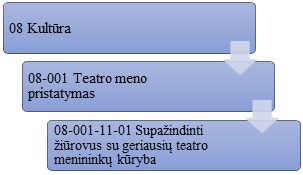 08 Kultūra
08-001 Teatro meno
pristatymas
08-001-11-01 Supažindinti
žiūrovus su geriausių teatro
menininkų kūryba